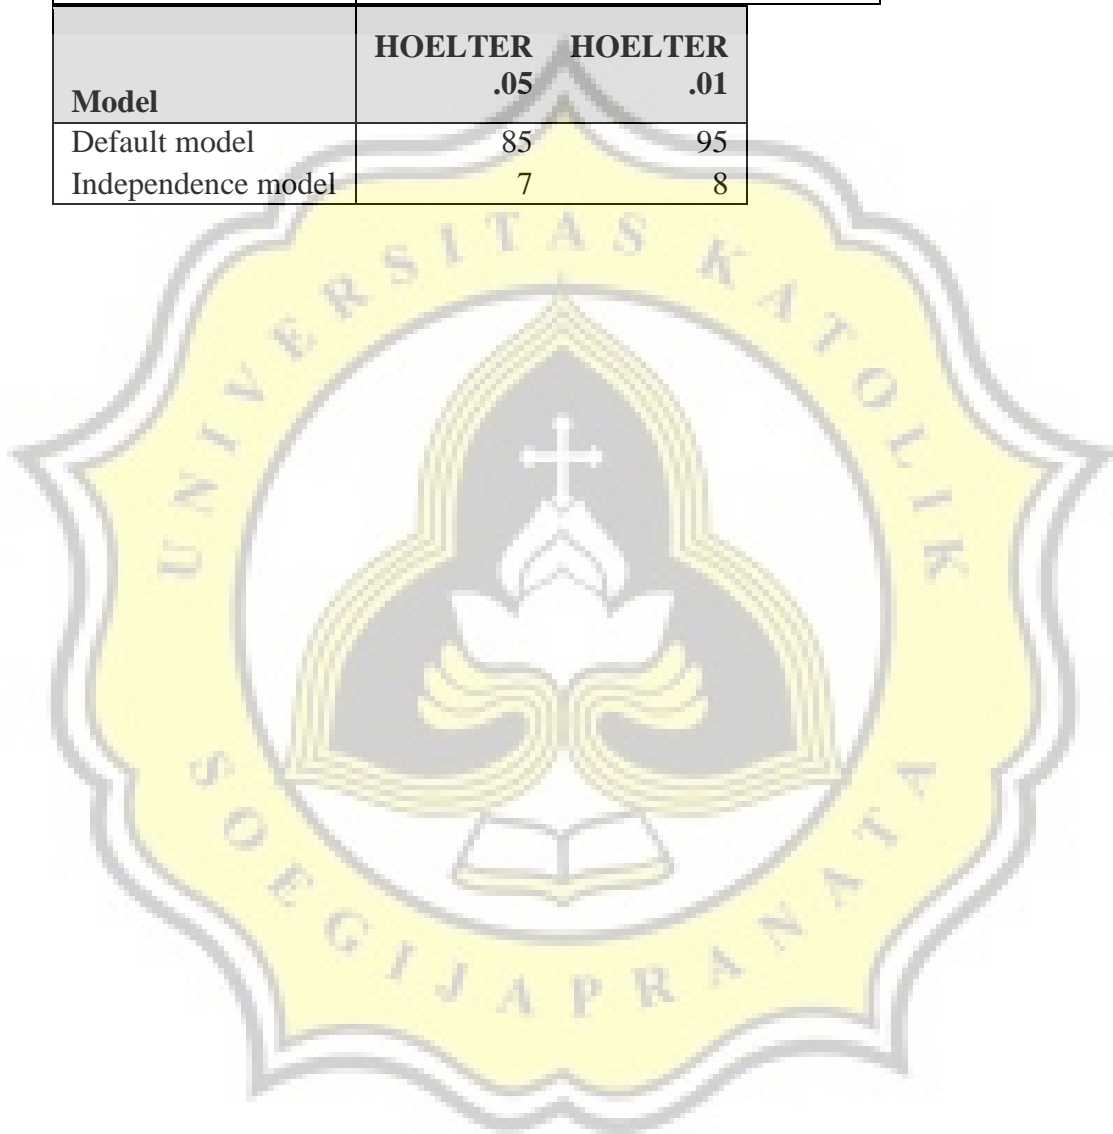 HOELTER HOELTER
Model .05 .01
Default model 85 95
Independence model 7 8
UNIVERSITAS KATOLIK
SOEGIJAPRANATA